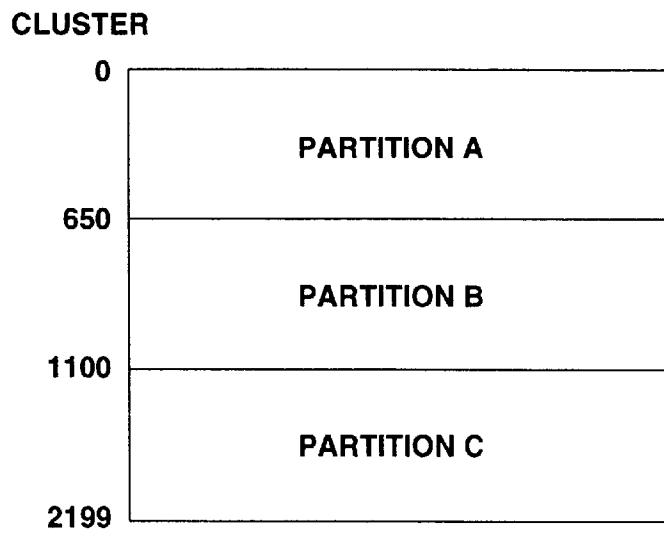 CLUSTER
0
PARTITION A
650
PARTITION B
1100
PARTITION C
2199